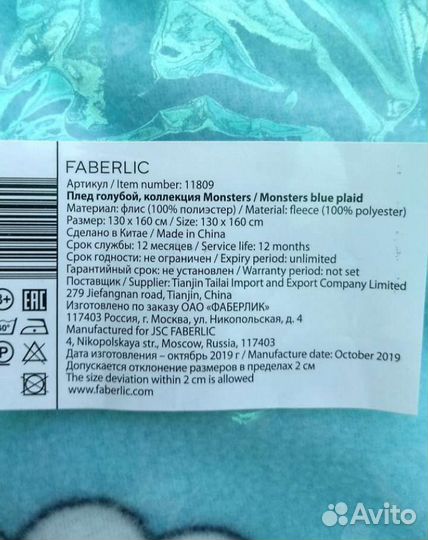 FABERLIC
Артикул / Item number: 11809
Плед голубой, коллекция Monsters / Monsters blue plaid
Материал: флис (100% полиэстер) / Material: fleece (100% polyester)
Размер: 130 x 160 см / Size: 130 x 160 cm
Сделано в Китае / Made in China
Срок службы: 12 месяцев / Service life: 12 months
Срок годности: не ограничен / Expiry period: unlimited
Гарантийный срок: не установлен / Warranty period: not set
Поставщик / Supplier: Tianjin Tailai Import and Export Company Limited
279 Jiefangnan road, Tianjin, China
Изготовлено по заказу ОАО «ФАБЕРЛИК»
117403 Россия, г. Москва, ул. Никопольская, д. 4
Manufactured for JSC FABERLIC
4, Nikopolskaya str., Moscow, Russia, 117403
Дата изготовления – октябрь 2019 г / Manufacture date: October 2019
Допускается отклонение размеров в пределах 2 см
The size deviation within 2 cm is allowed
www.faberlic.com
3+ EAC
40°
P
Avito